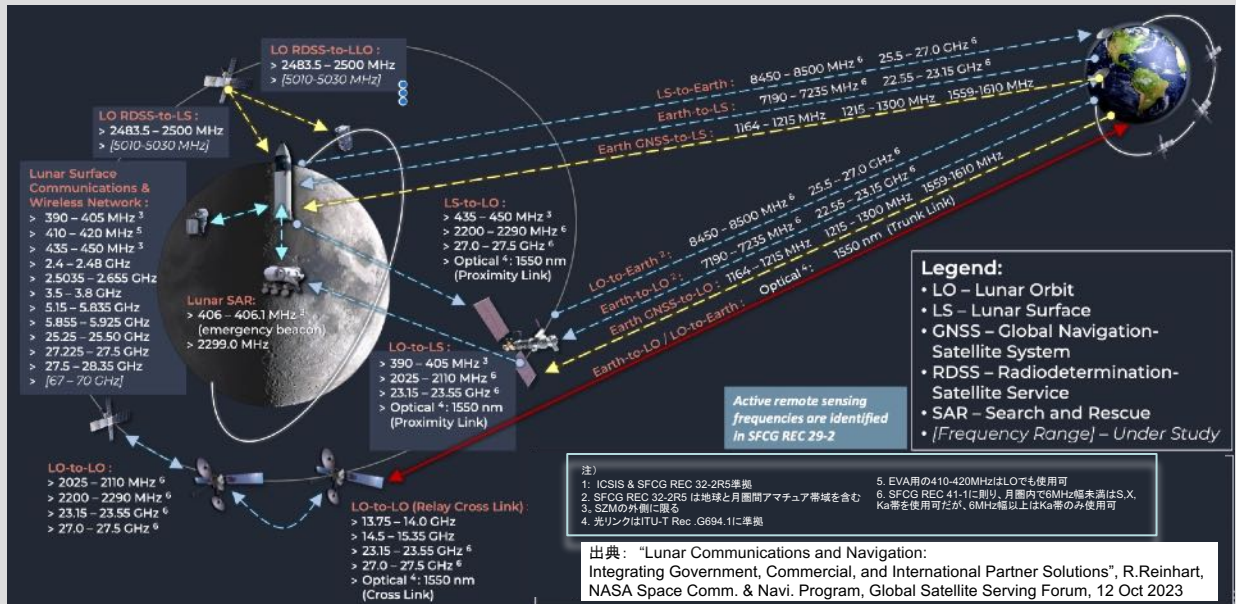 LO RDSS-to-LLO :
> 2483.5 – 2500 MHz
> [5010-5030 MHz]
LO RDSS-to-LS :
> 2483.5 – 2500 MHz
> [5010-5030 MHz]
Lunar Surface
Communications &
Wireless Network :
> 390 – 405 MHz ³
> 410 – 420 MHz ⁵
> 435 – 450 MHz ³
> 2.4 – 2.48 GHz
> 2.5035 – 2.655 GHz
> 3.5 – 3.8 GHz
> 5.15 – 5.835 GHz
> 5.855 – 5.925 GHz
> 25.25 – 25.50 GHz
> 27.225 – 27.5 GHz
> 27.5 – 28.35 GHz
> [67 – 70 GHz]
Lunar SAR:
> 406 – 406.1 MHz
(emergency beacon)
> 2299.0 MHz
LS-to-LO :
> 435 – 450 MHz ³
> 2200 – 2290 MHz ⁶
> 27.0 – 27.5 GHz ⁶
> Optical ⁴: 1550 nm
(Proximity Link)
LO-to-LS :
> 390 – 405 MHz ³
> 2025 – 2110 MHz ⁶
> 23.15 – 23.55 GHz ⁶
> Optical ⁴: 1550 nm
(Proximity Link)
LS-to-Earth : 8450 – 8500 MHz ⁶ 25.5 – 27.0 GHz ⁶
Earth-to-LS : 7190 – 7235 MHz ⁶ 22.55 – 23.15 GHz ⁶
Earth GNSS-to-LS : 1164 – 1215 MHz 1215 – 1300 MHz 1559-1610 MHz
LO-to-Earth ²: 8450 – 8500 MHz ⁶ 25.5 – 27.0 GHz ⁶
Earth-to-LO ²: 7190 – 7235 MHz ⁶ 22.55 – 23.15 GHz ⁶
Earth GNSS-to-LO : 1164 – 1215 MHz 1215 – 1300 MHz 1559-1610 MHz
Earth-to-LO / LO-to-Earth : Optical ⁴: 1550 nm (Trunk Link)
LO-to-LO :
> 2025 – 2110 MHz ⁶
> 2200 – 2290 MHz ⁶
> 23.15 – 23.55 GHz ⁶
> 27.0 – 27.5 GHz ⁶
LO-to-LO (Relay Cross Link) :
> 13.75 – 14.0 GHz
> 14.5 – 15.35 GHz
> 23.15 – 23.55 GHz ⁶
> 27.0 – 27.5 GHz ⁶
> Optical ⁴: 1550nm
(Cross Link)
Active remote sensing
frequencies are identified
in SFCG REC 29-2
Legend:
• LO – Lunar Orbit
• LS – Lunar Surface
• GNSS – Global Navigation-
Satellite System
• RDSS – Radiodetermination-
Satellite Service
• SAR – Search and Rescue
• [Frequency Range] – Under Study
注）
1: ICSIS & SFCG REC 32-2R5準拠
2. SFCG REC 32-2R5 は地球と月圏間アマチュア帯域を含む
3。SZMの外側に限る
4. 光リンクはITU-T Rec .G694.1に準拠
5. EVA用の410-420MHzはLOでも使用可
6. SFCG REC 41-1に則り、月圏内で6MHz幅未満はS,X,
Ka帯を使用可だが、6MHz幅以上はKa帯のみ使用可
出典： “Lunar Communications and Navigation:
Integrating Government, Commercial, and International Partner Solutions”, R.Reinhart,
NASA Space Comm. & Navi. Program, Global Satellite Serving Forum, 12 Oct 2023